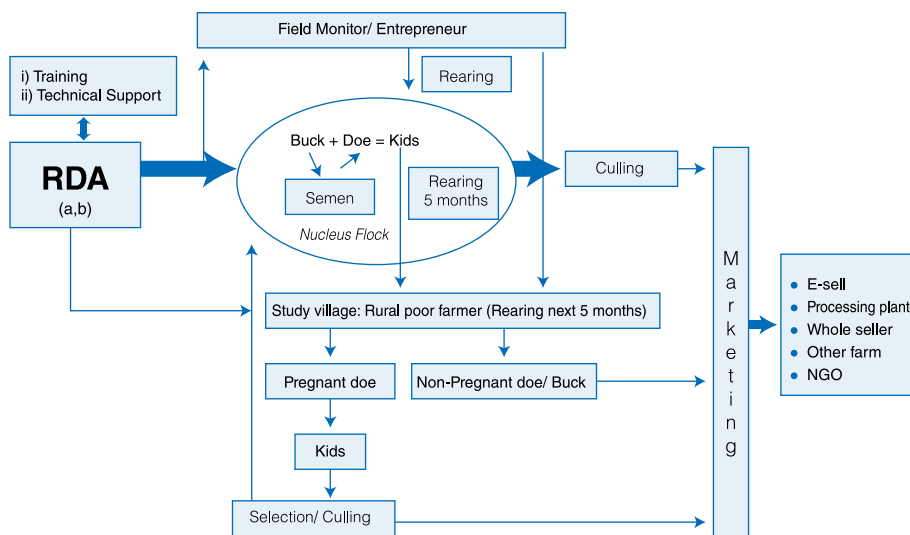 Field Monitor/ Entrepreneur
i) Training
ii) Technical Support
Rearing
Buck + Doe = Kids
RDA
(a,b)
Semen
Rearing
5 months
Nucleus Flock
Culling
Marketing
E-sell
Processing plant
Whole seller
Other farm
NGO
Study village: Rural poor farmer (Rearing next 5 months)
Pregnant doe
Non-Pregnant doe/ Buck
Kids
Selection/ Culling